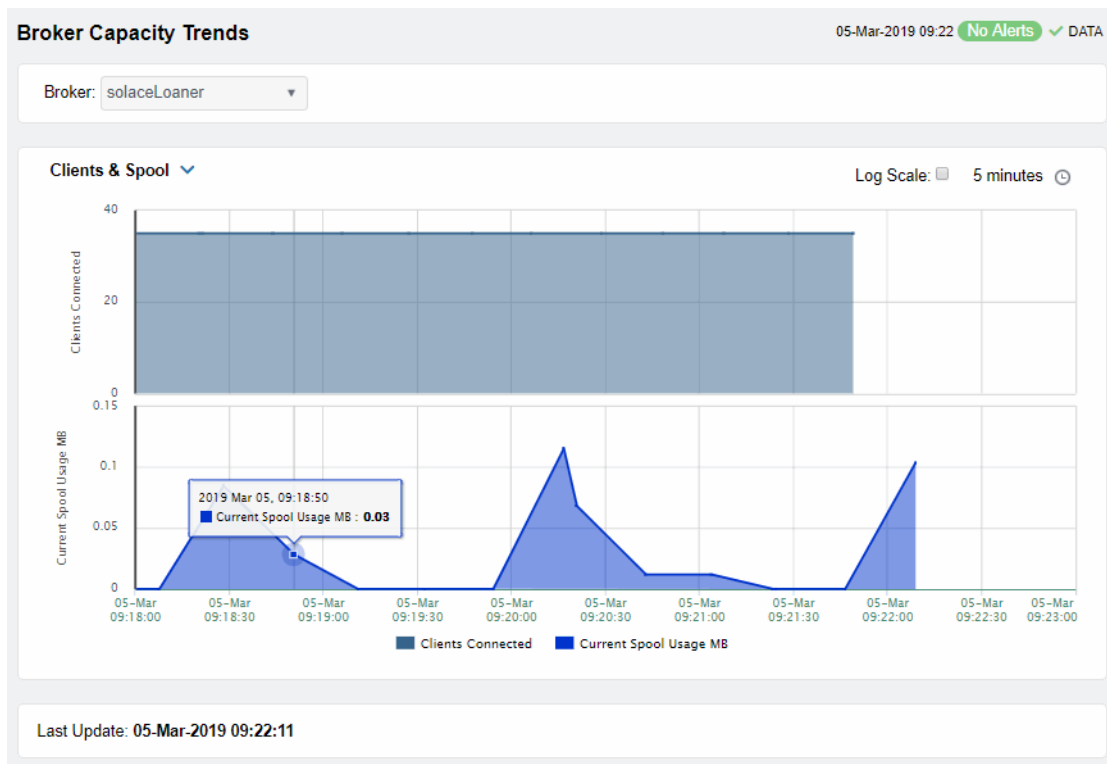 Broker Capacity Trends
05-Mar-2019 09:22 No Alerts DATA
Broker: solaceLoaner
Clients & Spool
Log Scale: 5 minutes
40
20
0
Clients Connected
0.15
0.1
0.05
0
Current Spool Usage MB
2019 Mar 05, 09:18:50
Current Spool Usage MB : 0.03
05-Mar 05-Mar 05-Mar 05-Mar 05-Mar 05-Mar 05-Mar 05-Mar 05-Mar 05-Mar 05-Mar
09:18:00 09:18:30 09:19:00 09:19:30 09:20:00 09:20:30 09:21:00 09:21:30 09:22:00 09:22:30 09:23:00
Clients Connected Current Spool Usage MB
Last Update: 05-Mar-2019 09:22:11